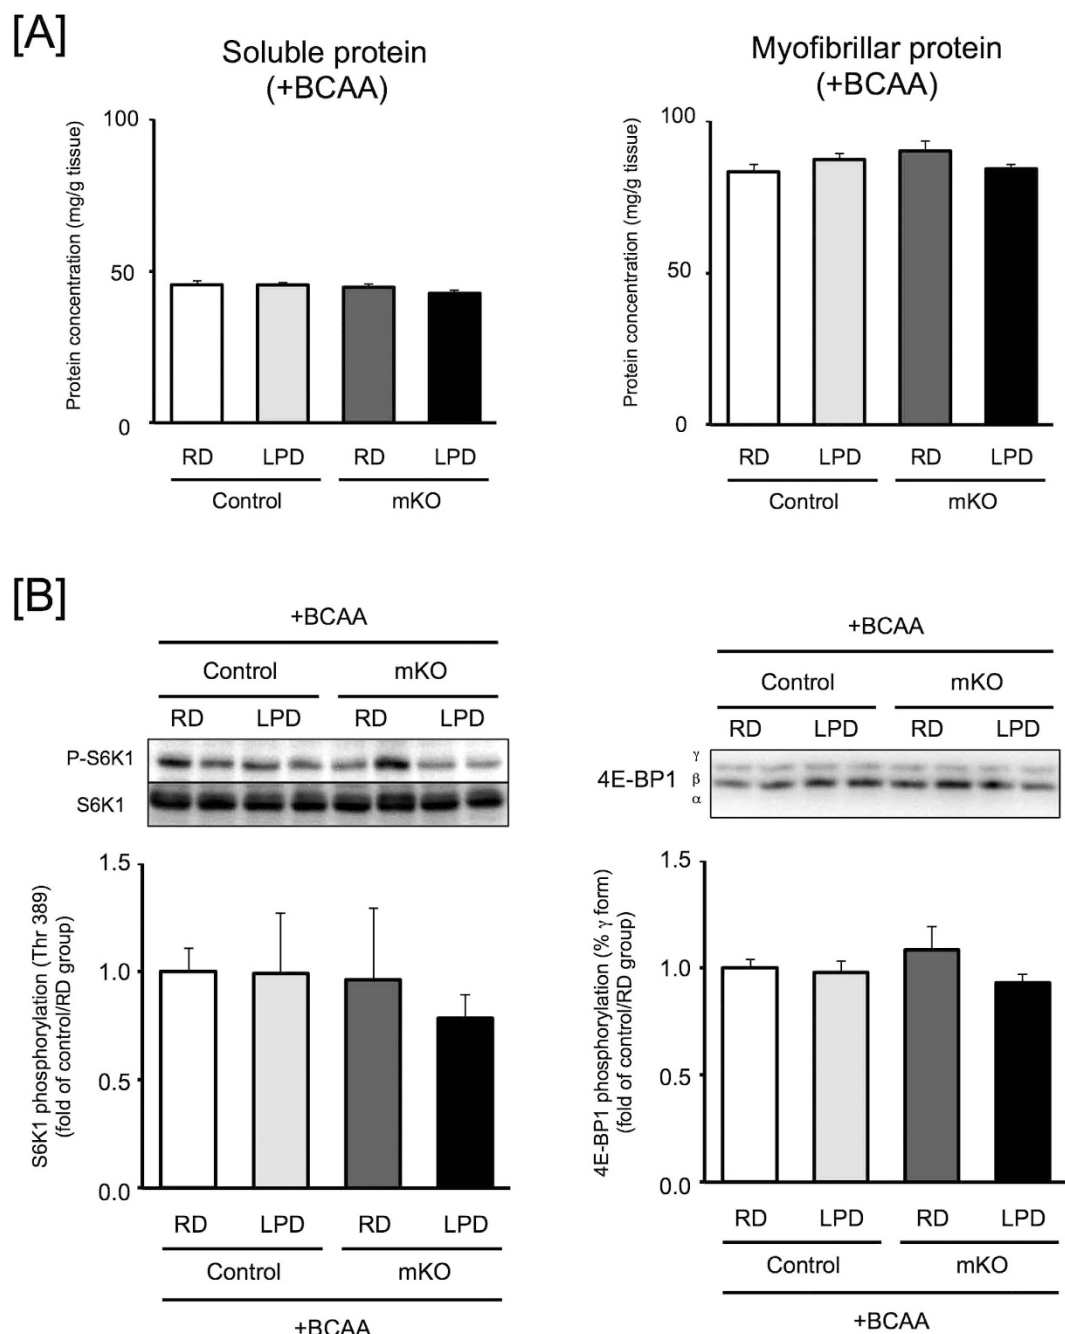 [A]
Soluble protein
(+BCAA)
Protein concentration (mg/g tissue)
100
50
0
RD LPD RD LPD
Control mKO
Myofibrillar protein
(+BCAA)
Protein concentration (mg/g tissue)
100
50
0
RD LPD RD LPD
Control mKO
[B]
+BCAA
Control mKO
RD LPD RD LPD
P-S6K1
S6K1
S6K1 phosphorylation (Thr 389)
(fold of control/RD group)
1.5
1.0
0.5
0.0
RD LPD RD LPD
Control mKO
+BCAA
+BCAA
Control mKO
RD LPD RD LPD
4E-BP1
γ
β
α
4E-BP1 phosphorylation (% γ form)
(fold of control/RD group)
1.5
1.0
0.5
0.0
RD LPD RD LPD
Control mKO
+BCAA